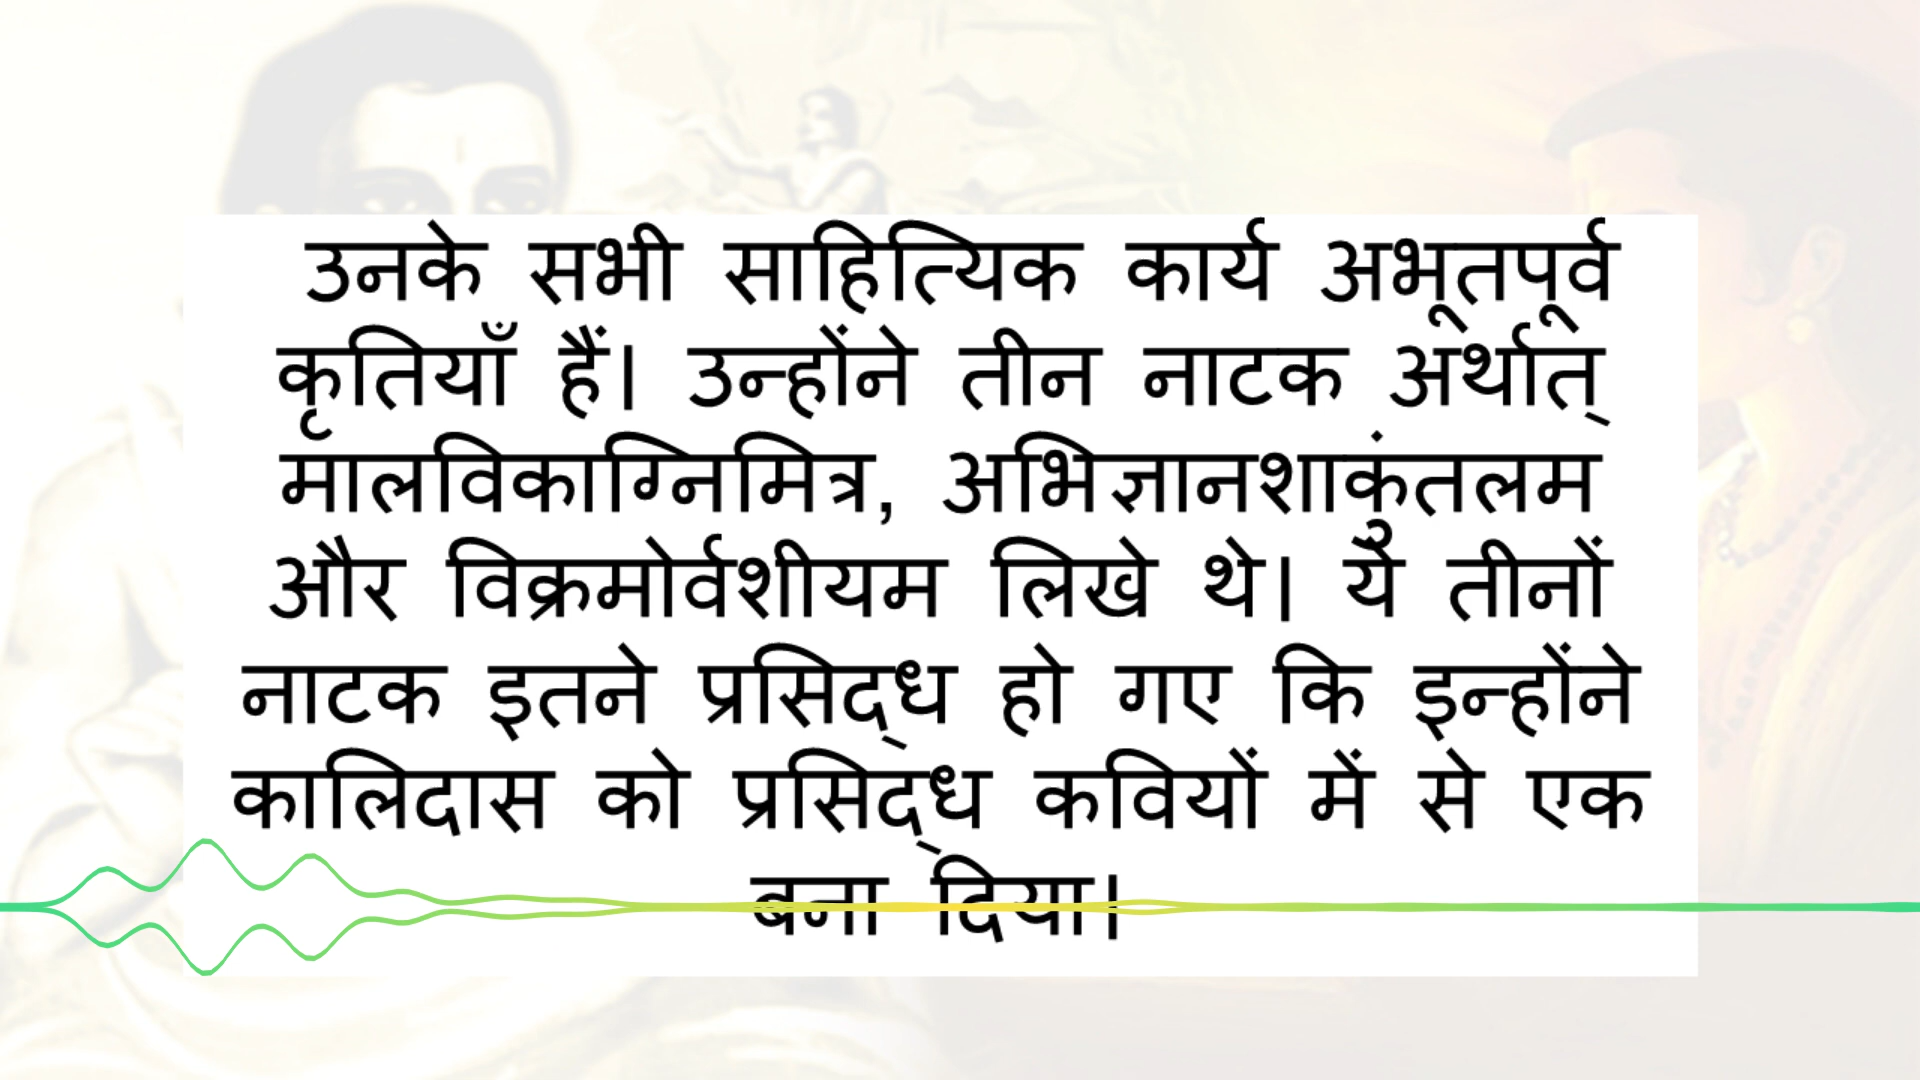 उनके सभी साहित्यिक कार्य अभूतपूर्व
कृतियाँ हैं। उन्होंने तीन नाटक अर्थात्
मालविकाग्निमित्र, अभिज्ञानशाकुंतलम
और विक्रमोर्वशीयम लिखे थे। ये तीनों
नाटक इतने प्रसिद्ध हो गए कि इन्होंने
कालिदास को प्रसिद्ध कवियों में से एक
बना दिया।